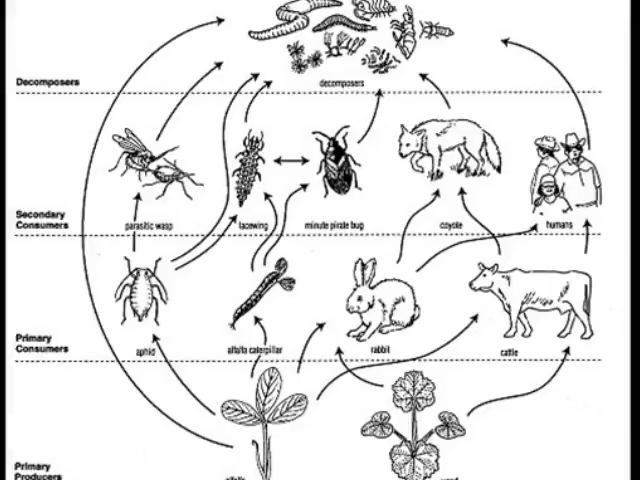 Decomposers
decomposers
parasitic wasp
lacewing
minute pirate bug
coyote
humans
Secondary
Consumers
aphid
alfalfa caterpillar
rabbit
cattle
Primary
Consumers
Primary
Producers